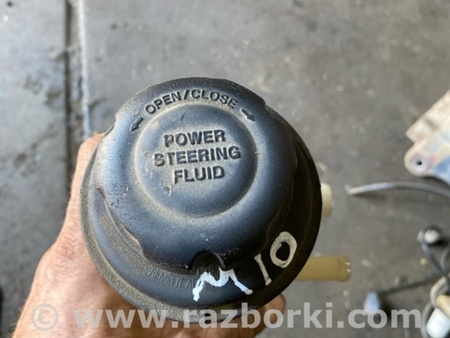 OPEN/CLOSE
POWER
STEERING
FLUID
M10
© www.razborki.com